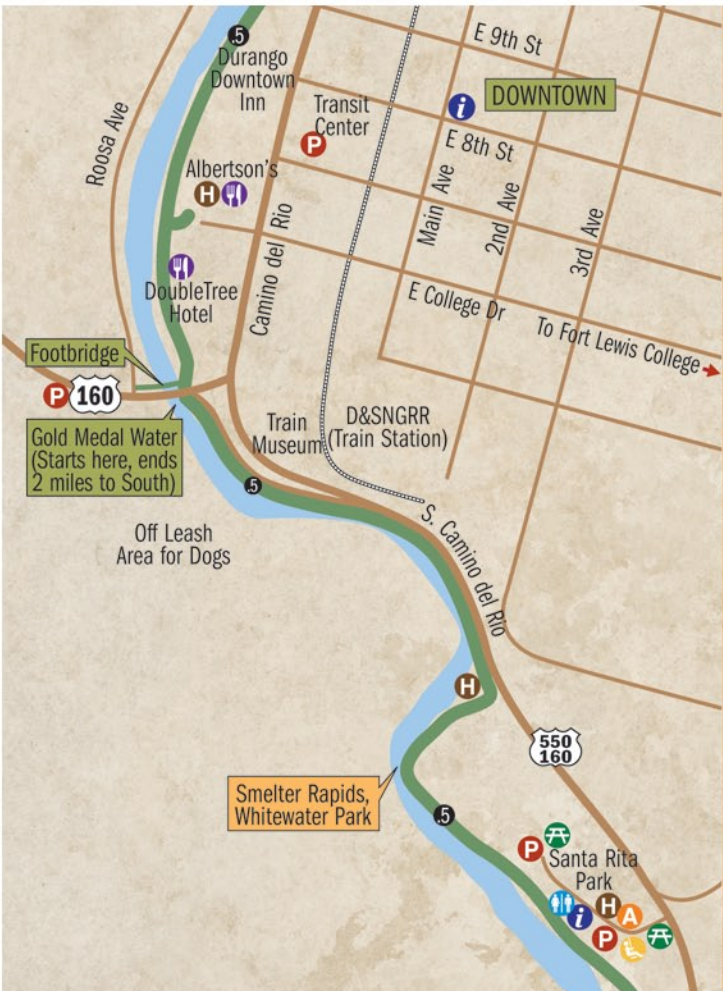 .5
Durango
Downtown
Inn
E 9th St
DOWNTOWN
i
Transit
Center
P
E 8th St
Roosa Ave
Albertson's
H
Main Ave
2nd Ave
3rd Ave
Camino del Rio
DoubleTree
Hotel
E College Dr
To Fort Lewis College
Footbridge
P
160
Gold Medal Water
(Starts here, ends
2 miles to South)
Train
Museum
D&SNGRR
(Train Station)
.5
Off Leash
Area for Dogs
S. Camino del Rio
H
550
160
Smelter Rapids,
Whitewater Park
.5
P
Santa Rita
Park
i
H
A
P